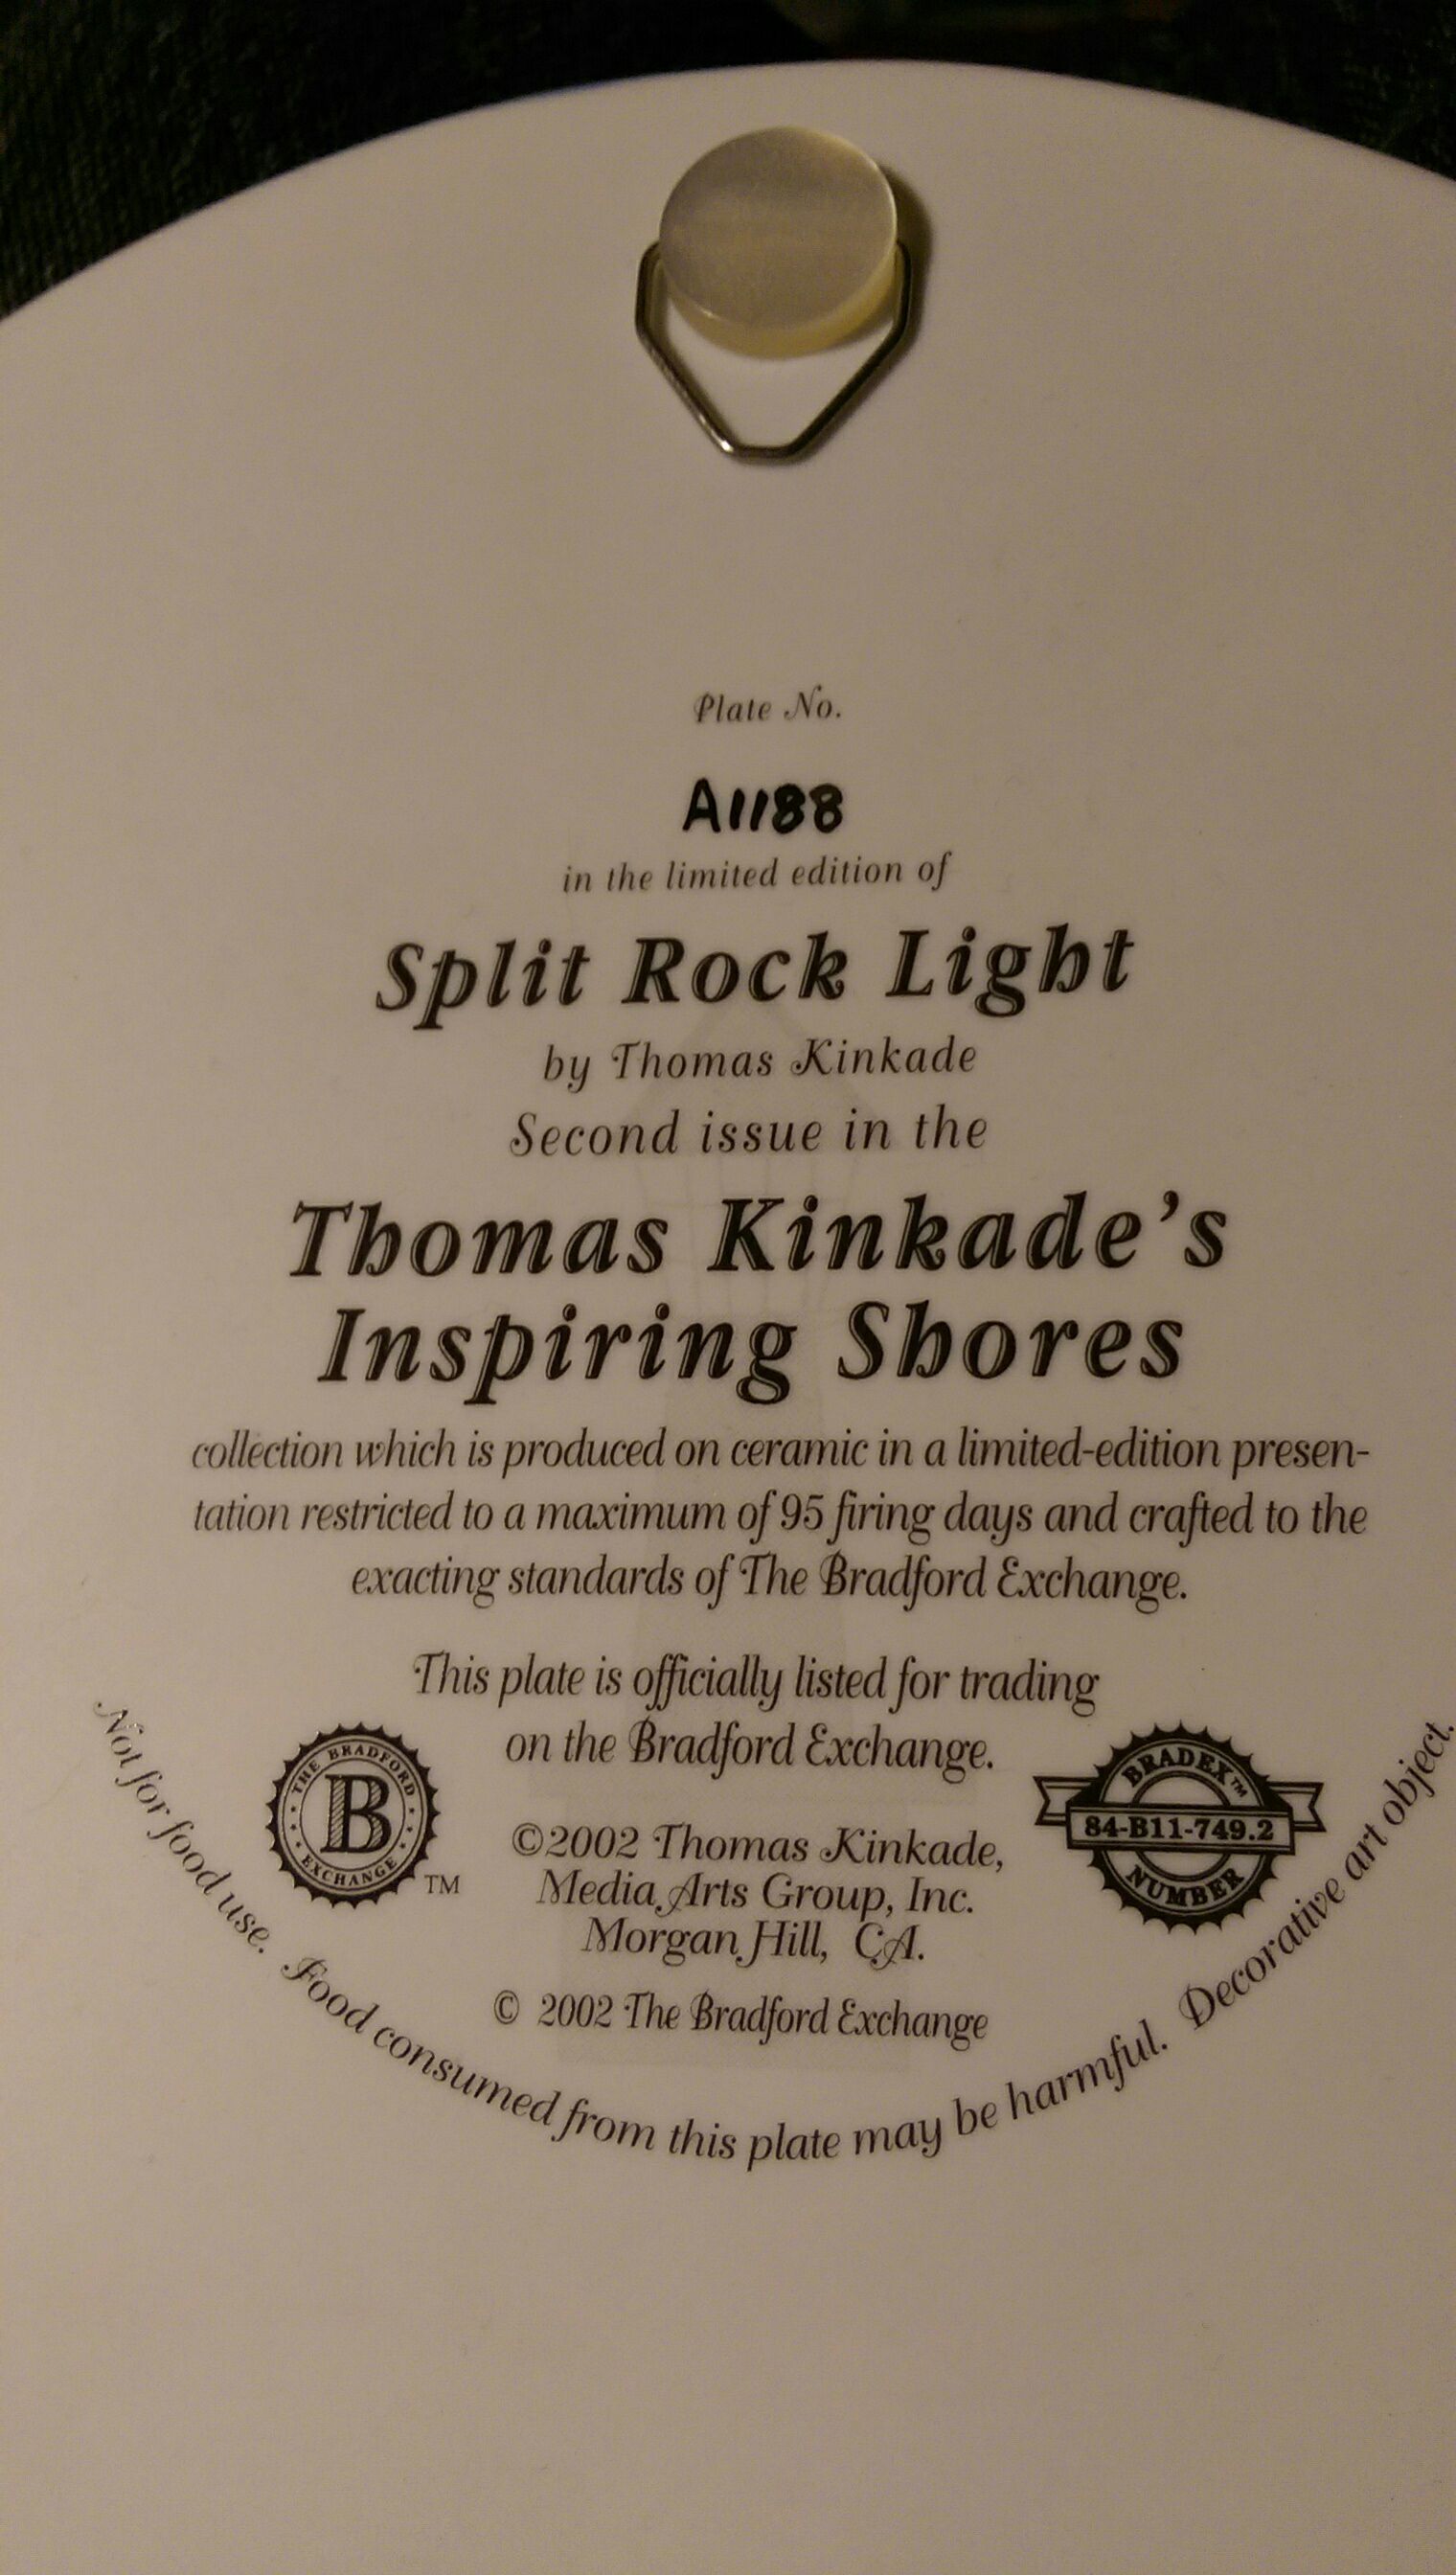 Plate No.
A1188
in the limited edition of
Split Rock Light
by Thomas Kinkade
Second issue in the
Thomas Kinkade's
Inspiring Shores
collection which is produced on ceramic in a limited-edition presen-
tation restricted to a maximum of 95 firing days and crafted to the
exacting standards of The Bradford Exchange.
This plate is officially listed for trading
on the Bradford Exchange.
THE BRADFORD
B
EXCHANGE
TM
BRADEX™
84-B11-749.2
NUMBER
©2002 Thomas Kinkade,
Media Arts Group, Inc.
Morgan Hill, CA.
© 2002 The Bradford Exchange
Not for food use. Food consumed from this plate may be harmful. Decorative art object.